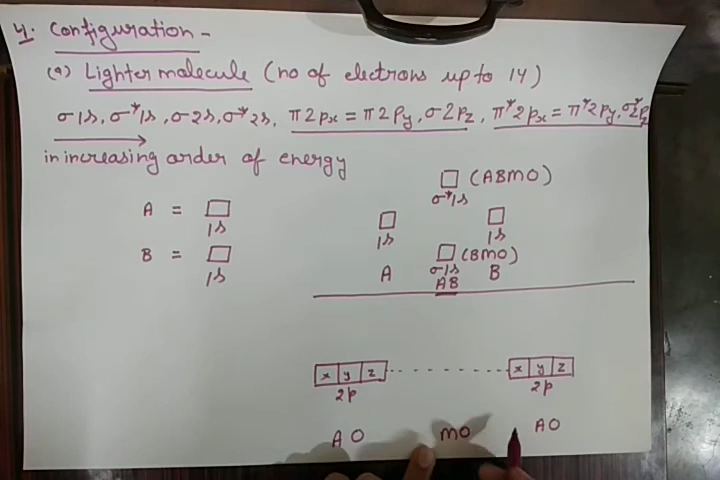 4. Configuration -
(a) Lighter molecule (no of electrons up to 14)
σ1s, σ*1s, σ2s, σ*2s, π2px = π2py, σ2pz, π*2px = π*2py, σ*2pz
in increasing order of energy
□ (ABMO)
σ*1s
A = □ □ □
1s 1s 1s
B = □ □ (BMO)
1s A σ1s B
AB
x y z x y z
2p 2p
AO MO AO